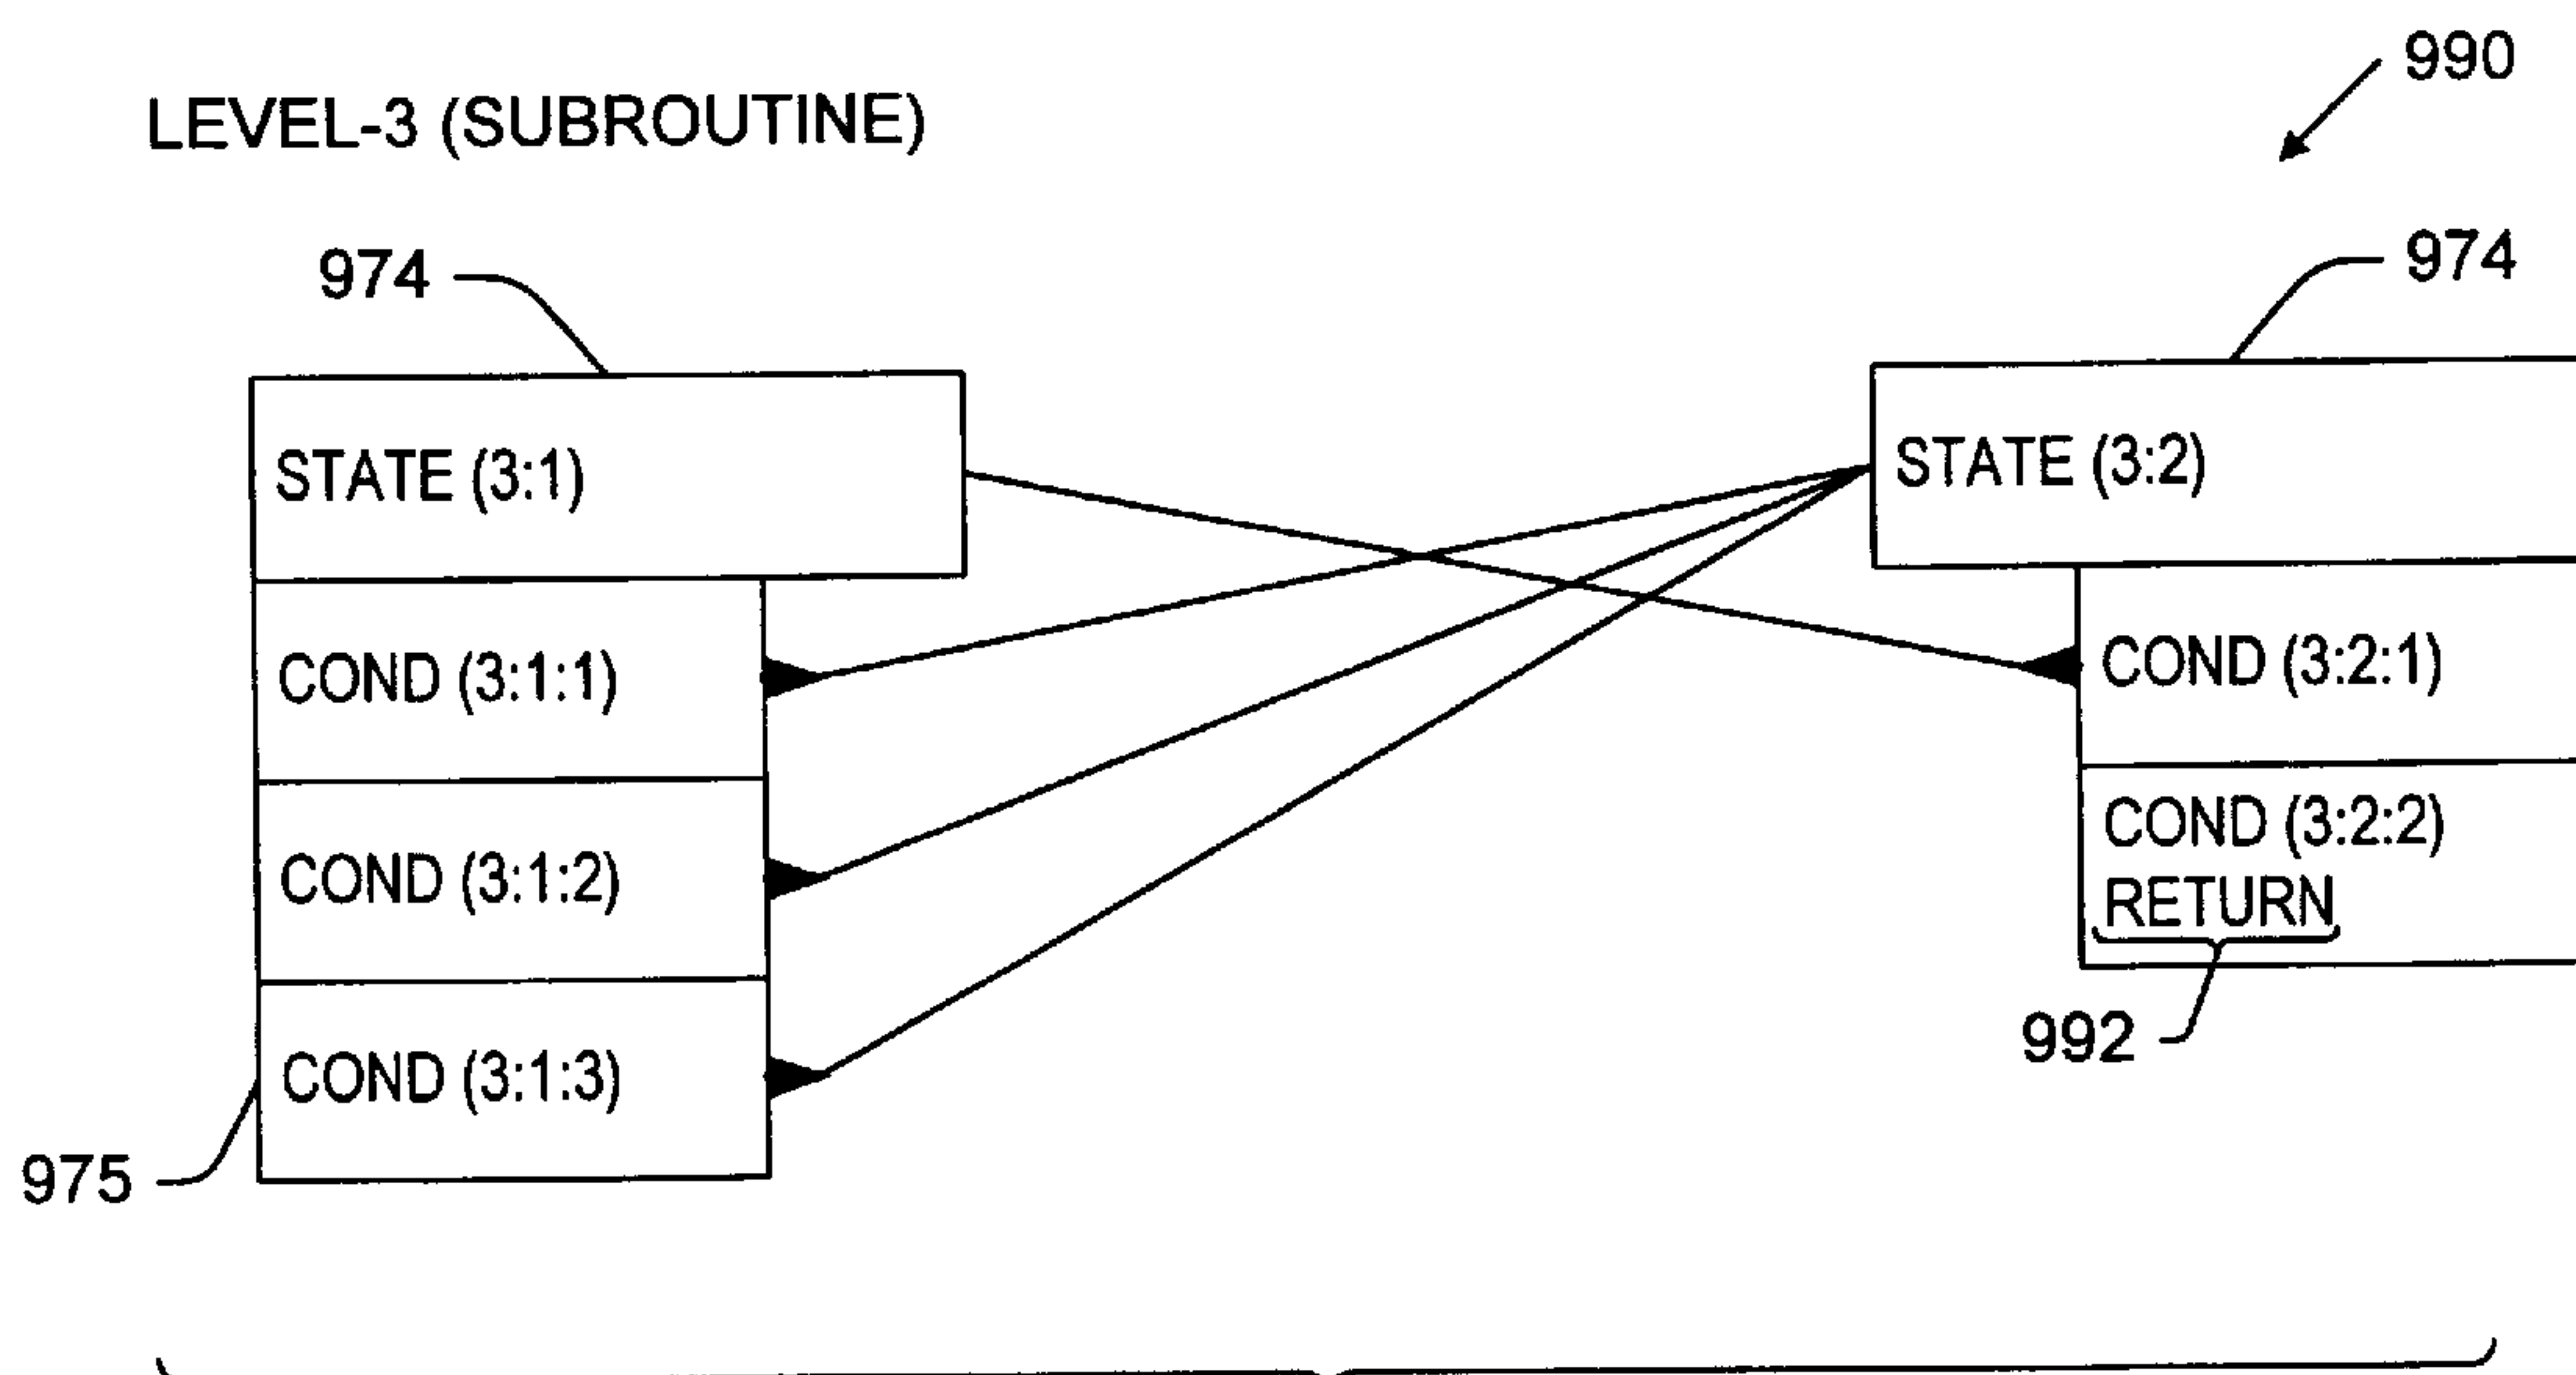 990
LEVEL-3 (SUBROUTINE)
974
974
STATE (3:1)
STATE (3:2)
COND (3:1:1)
COND (3:2:1)
COND (3:1:2)
COND (3:2:2)
RETURN
992
COND (3:1:3)
975